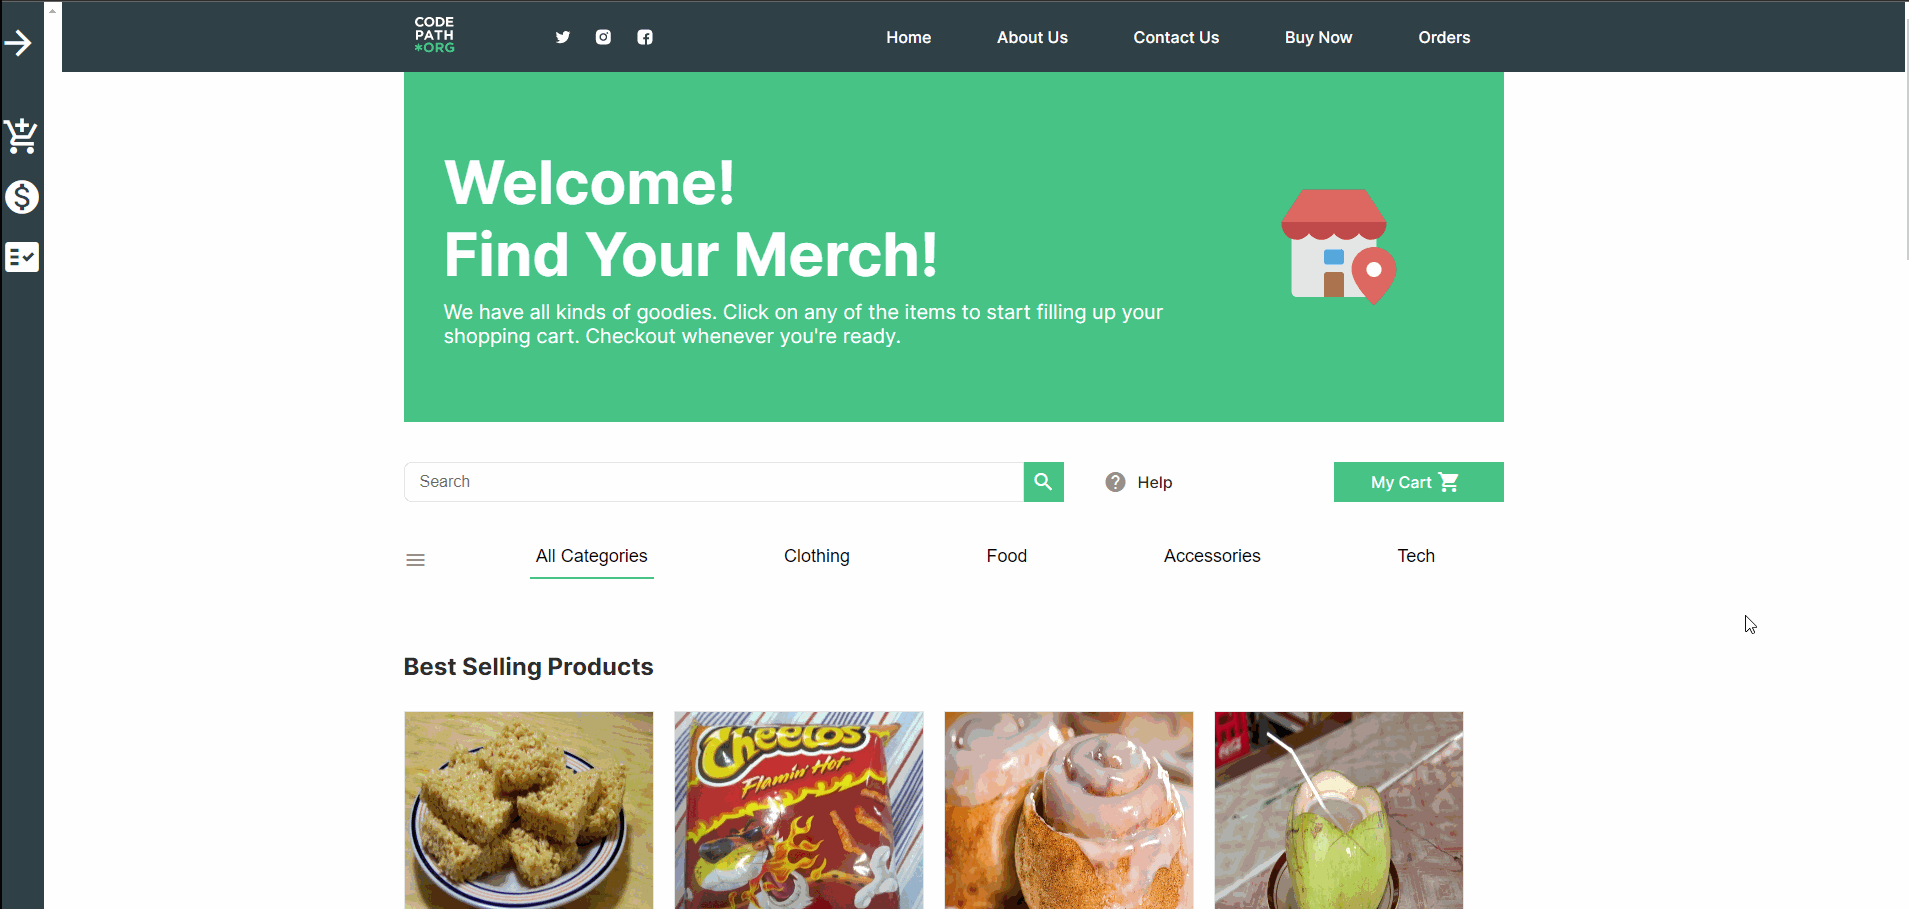 CODE
PATH
*ORG
Home
About Us
Contact Us
Buy Now
Orders
Welcome!
Find Your Merch!
We have all kinds of goodies. Click on any of the items to start filling up your
shopping cart. Checkout whenever you're ready.
Search
Help
My Cart
All Categories
Clothing
Food
Accessories
Tech
Best Selling Products
Cheetos
Flamin' Hot